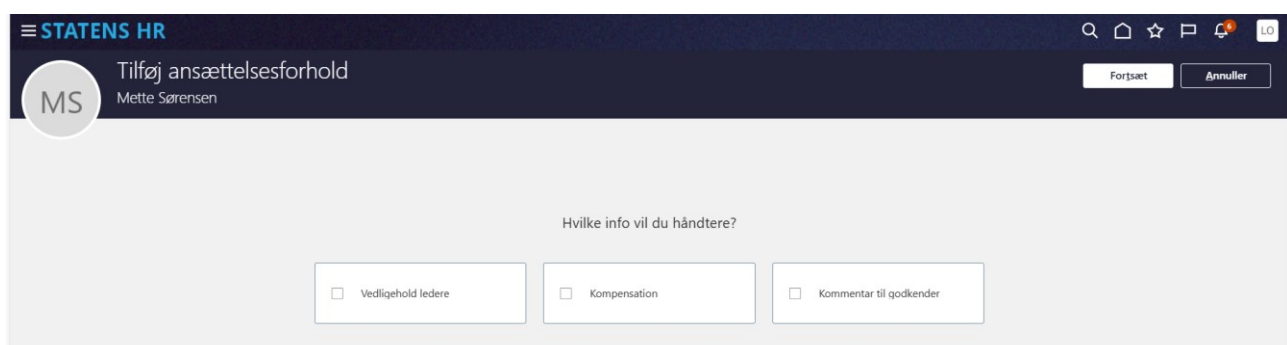 STATENS HR
6
LO
MS
Tilføj ansættelsesforhold
Mette Sørensen
Fortsæt
Annuller
Hvilke info vil du håndtere?
Vedligehold ledere
Kompensation
Kommentar til godkender